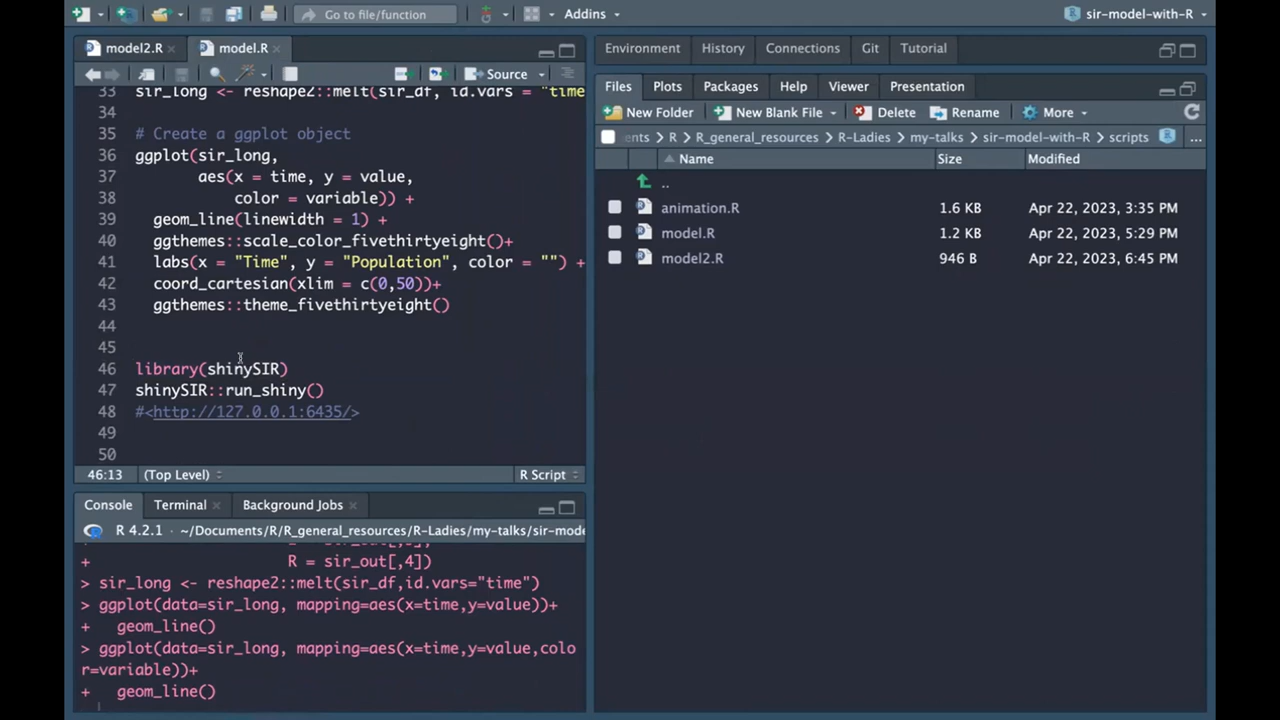 Go to file/function
Addins
sir-model-with-R
model2.R
model.R
Source
33 sir_long <- reshape2::melt(sir_df, id.vars = "time
34
35 # Create a ggplot object
36 ggplot(sir_long,
37 aes(x = time, y = value,
38 color = variable)) +
39 geom_line(linewidth = 1) +
40 ggthemes::scale_color_fivethirtyeight()+
41 labs(x = "Time", y = "Population", color = "") +
42 coord_cartesian(xlim = c(0,50))+
43 ggthemes::theme_fivethirtyeight()
44
45
46 library(shinySIR)
47 shinySIR::run_shiny()
48 #<http://127.0.0.1:6435/>
49
50
46:13 (Top Level) R Script
Console Terminal Background Jobs
R 4.2.1 · ~/Documents/R/R_general_resources/R-Ladies/my-talks/sir-mode
+ R = sir_out[,4])
> sir_long <- reshape2::melt(sir_df,id.vars="time")
> ggplot(data=sir_long, mapping=aes(x=time,y=value))+
+ geom_line()
> ggplot(data=sir_long, mapping=aes(x=time,y=value,colo
r=variable))+
+ geom_line()
Environment History Connections Git Tutorial
Files Plots Packages Help Viewer Presentation
New Folder New Blank File Delete Rename More
ents > R > R_general_resources > R-Ladies > my-talks > sir-model-with-R > scripts ...
Name Size Modified
..
animation.R 1.6 KB Apr 22, 2023, 3:35 PM
model.R 1.2 KB Apr 22, 2023, 5:29 PM
model2.R 946 B Apr 22, 2023, 6:45 PM